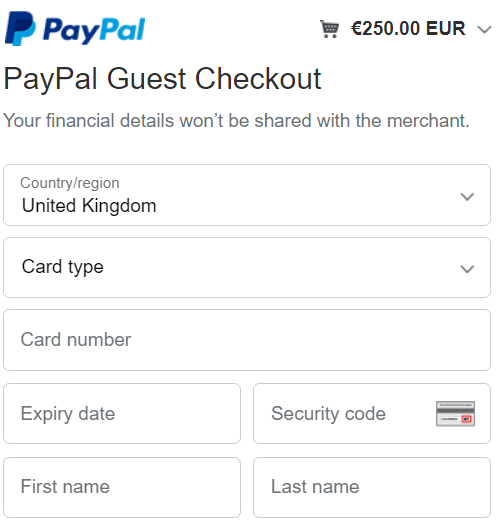 PayPal €250.00 EUR
PayPal Guest Checkout
Your financial details won’t be shared with the merchant.
Country/region
United Kingdom
Card type
Card number
Expiry date Security code
First name Last name